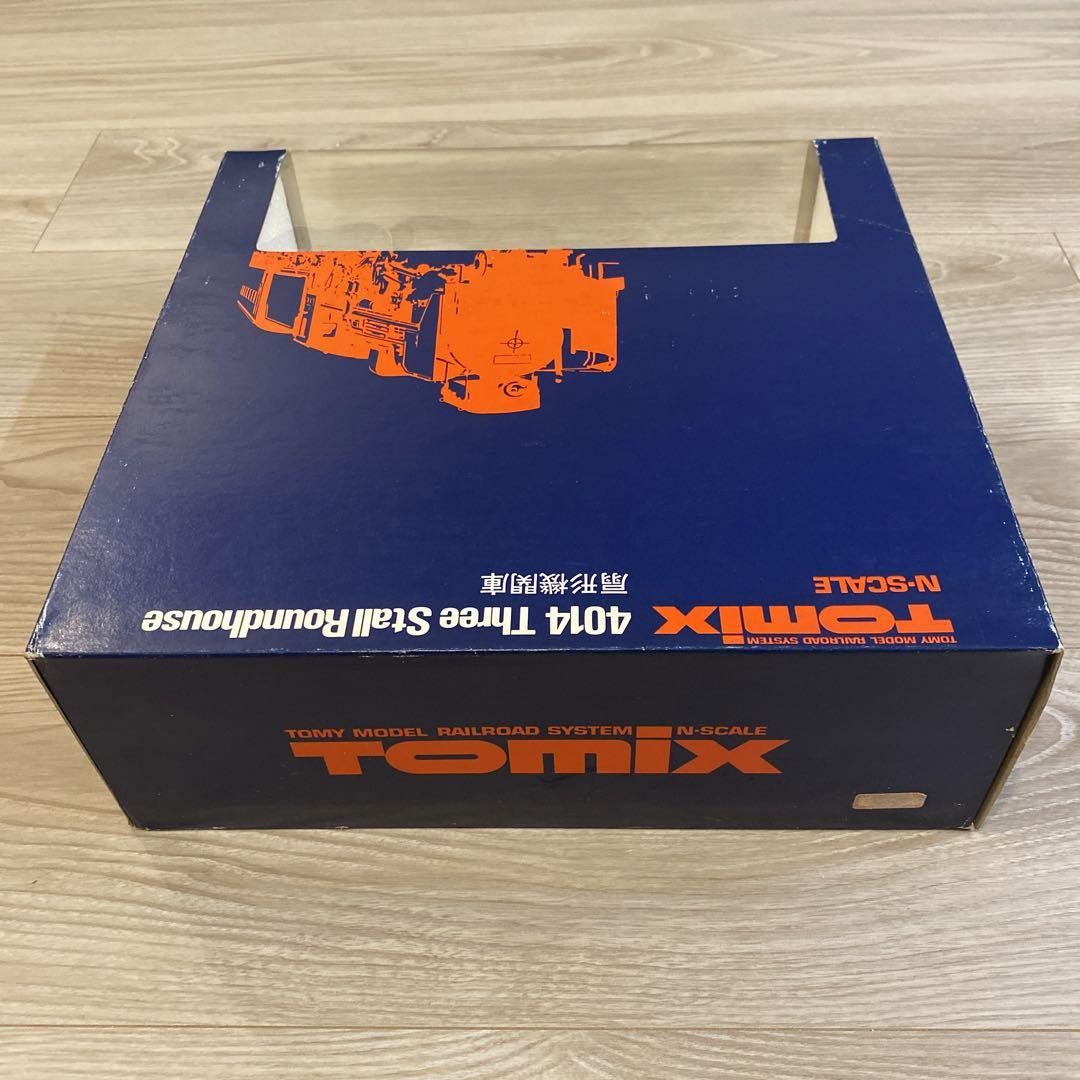 TOMY MODEL RAILROAD SYSTEM
TOMIX
N-SCALE
4014 Three Stall Roundhouse
扇形機関庫
TOMY MODEL RAILROAD SYSTEM N-SCALE
TOMIX